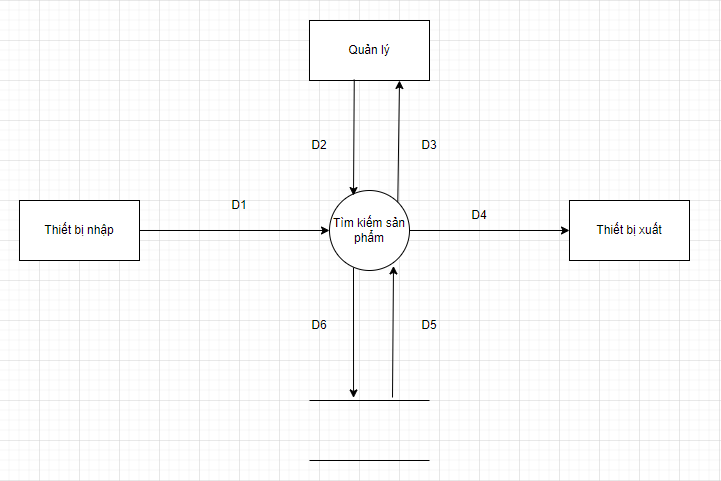 Quản lý
D2
D3
D1
D4
Thiết bị nhập
Tìm kiếm sản
phẩm
Thiết bị xuất
D6
D5